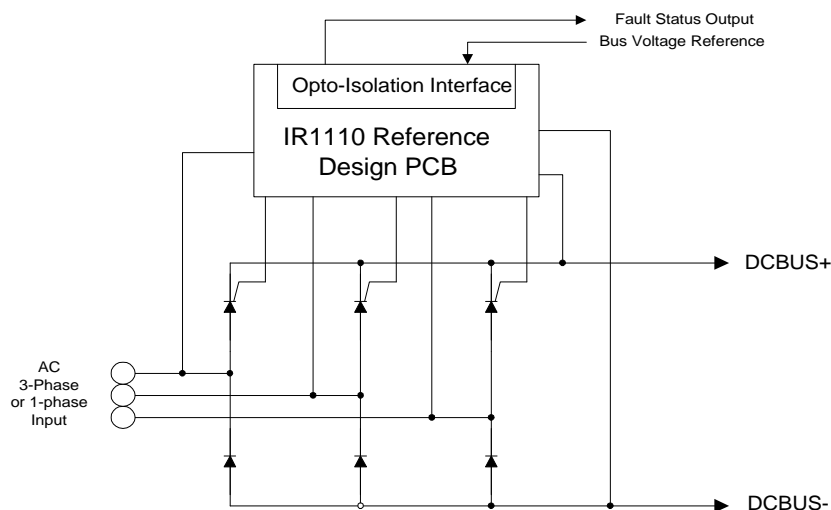 Fault Status Output
Bus Voltage Reference
Opto-Isolation Interface
IR1110 Reference
Design PCB
DCBUS+
AC
3-Phase
or 1-phase
Input
DCBUS-